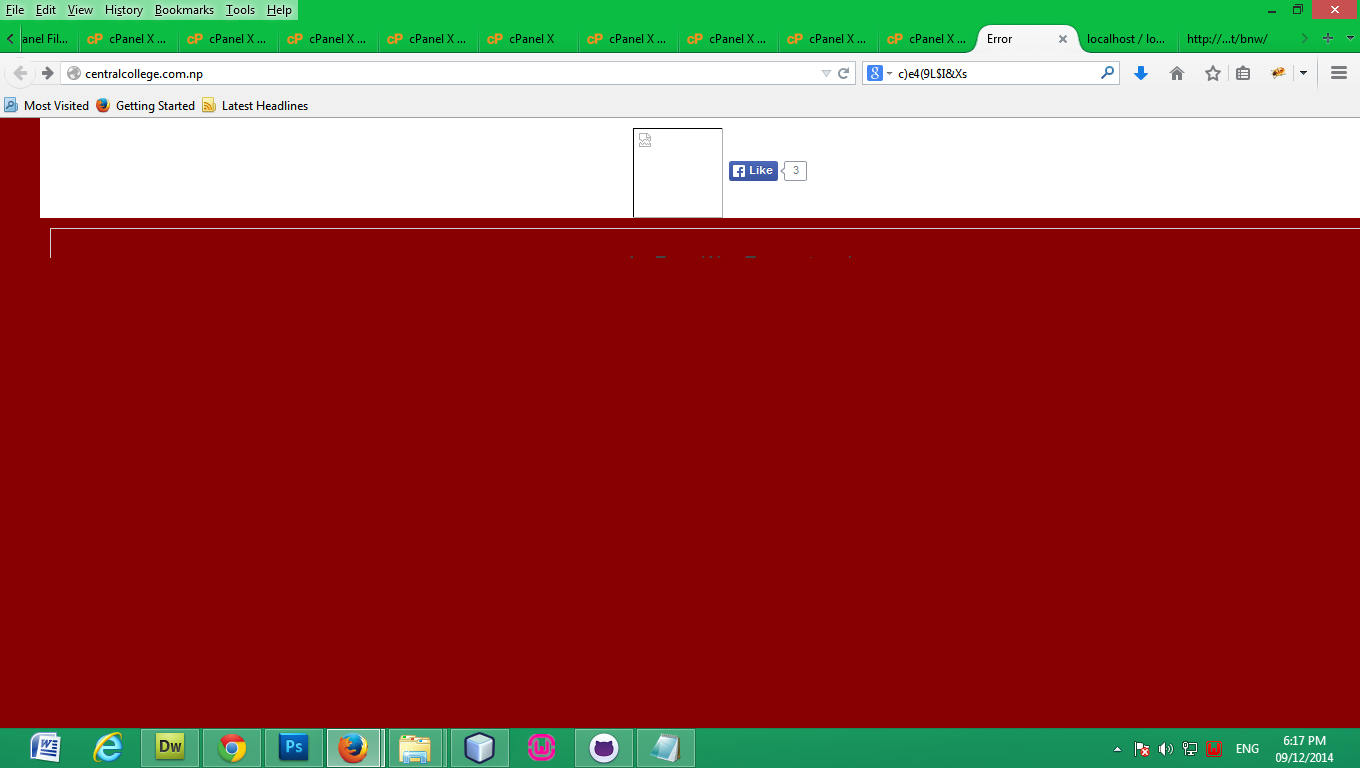 File Edit View History Bookmarks Tools Help
anel Fil... cP cPanel X ... cP cPanel X ... cP cPanel X ... cP cPanel X ... cP cPanel X cP cPanel X ... cP cPanel X ... cP cPanel X ... cP cPanel X ... Error localhost / lo... http://...t/bnw/
centralcollege.com.np 8 c)e4(9L$I&Xs
Most Visited Getting Started Latest Headlines
Like 3
W Dw Ps
ENG 6:17 PM
09/12/2014